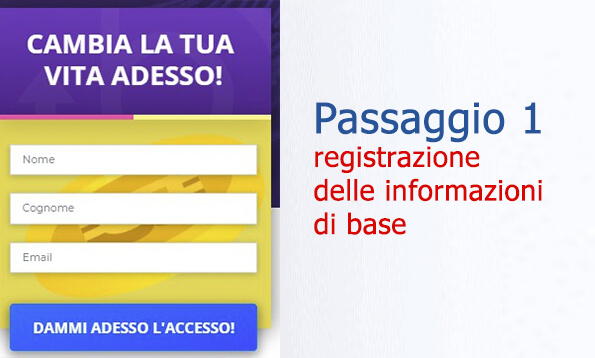 CAMBIA LA TUA
VITA ADESSO!
Nome
Cognome
Email
DAMMI ADESSO L'ACCESSO!
Passaggio 1
registrazione
delle informazioni
di base